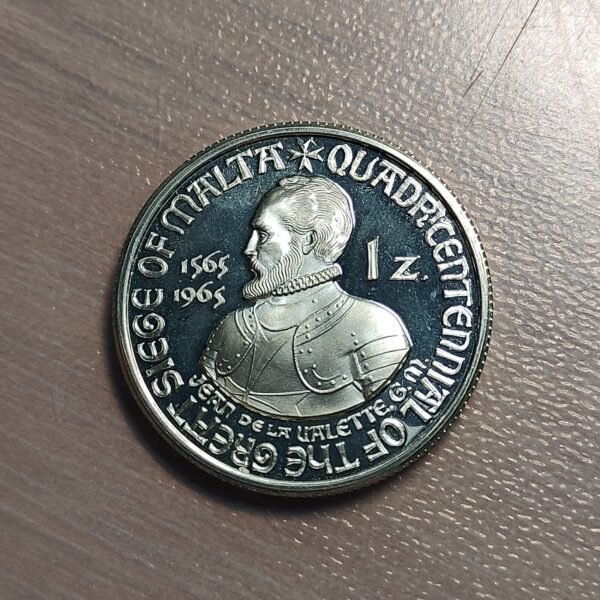 QUADRICENTENNIAL OF THE GREAT SIEGE OF MALTA
1565
1965
1 z.
JEAN DE LA VALETTE. G. M.